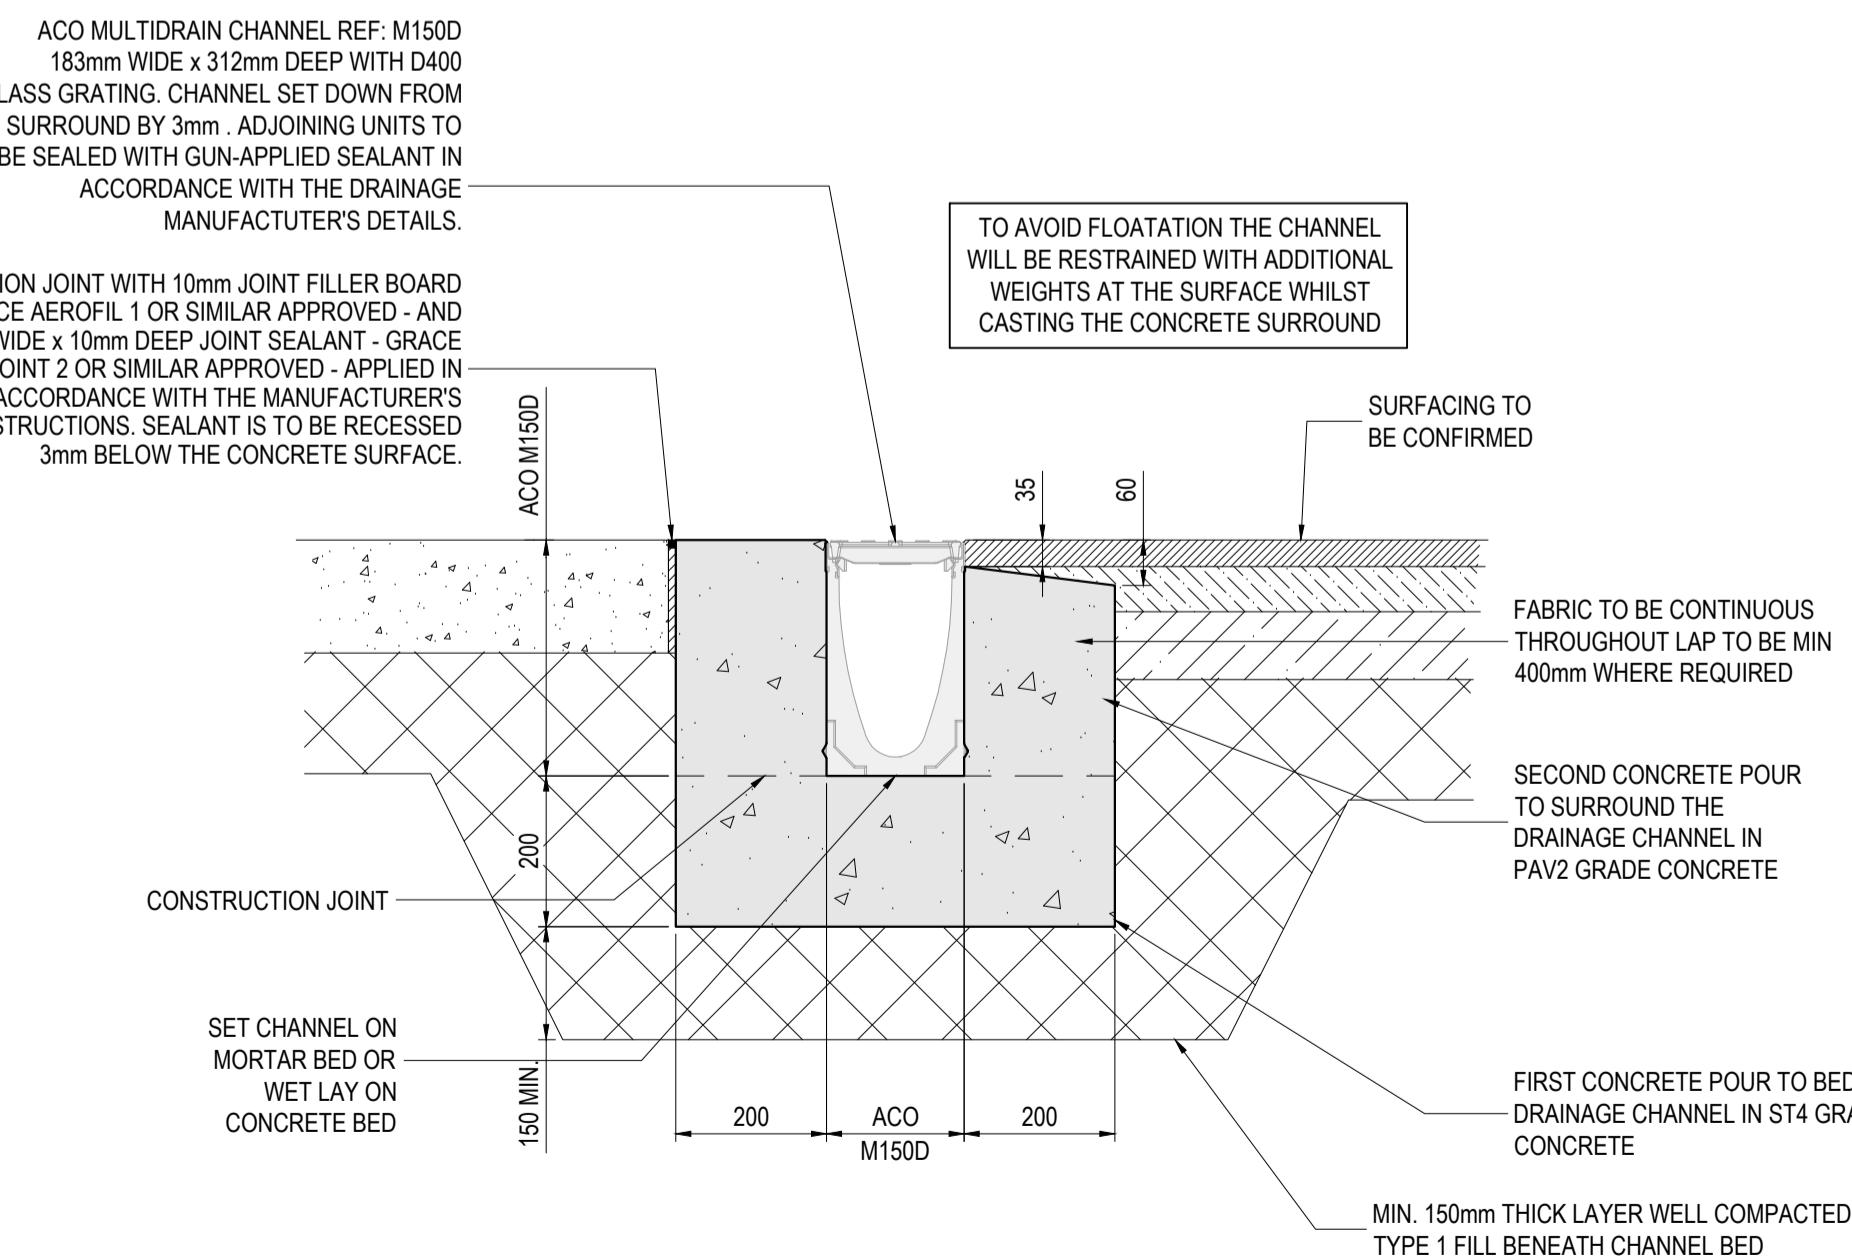 ACO MULTIDRAIN CHANNEL REF: M150D
183mm WIDE x 312mm DEEP WITH D400
GRATING. CHANNEL SET DOWN FROM
SURROUND BY 3mm . ADJOINING UNITS TO
BE SEALED WITH GUN-APPLIED SEALANT IN
ACCORDANCE WITH THE DRAINAGE
MANUFACTUTER'S DETAILS.
JOINT WITH 10mm JOINT FILLER BOARD
AEROFIL 1 OR SIMILAR APPROVED - AND
WIDE x 10mm DEEP JOINT SEALANT - GRACE
2 OR SIMILAR APPROVED - APPLIED IN
ACCORDANCE WITH THE MANUFACTURER'S
SEALANT IS TO BE RECESSED
3mm BELOW THE CONCRETE SURFACE.
TO AVOID FLOATATION THE CHANNEL
WILL BE RESTRAINED WITH ADDITIONAL
WEIGHTS AT THE SURFACE WHILST
CASTING THE CONCRETE SURROUND
SURFACING TO
BE CONFIRMED
ACO M150D
35
60
FABRIC TO BE CONTINUOUS
THROUGHOUT LAP TO BE MIN
400mm WHERE REQUIRED
SECOND CONCRETE POUR
TO SURROUND THE
DRAINAGE CHANNEL IN
PAV2 GRADE CONCRETE
200
CONSTRUCTION JOINT
SET CHANNEL ON
MORTAR BED OR
WET LAY ON
CONCRETE BED
150 MIN.
200
ACO
M150D
200
FIRST CONCRETE POUR TO BED
DRAINAGE CHANNEL IN ST4
CONCRETE
MIN. 150mm THICK LAYER WELL COMPACTED
TYPE 1 FILL BENEATH CHANNEL BED